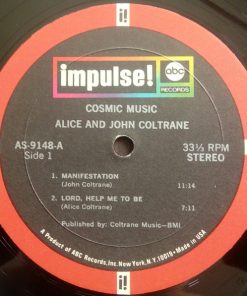 impulse!
abc
RECORDS
COSMIC MUSIC
ALICE AND JOHN COLTRANE
AS-9148-A
Side 1
33⅓ RPM
STEREO
1. MANIFESTATION
(John Coltrane) 11:14
2. LORD, HELP ME TO BE
(Alice Coltrane) 7:11
Published by: Coltrane Music—BMI
A Product of ABC Records, Inc. New York, N.Y. 10019 • Made in USA